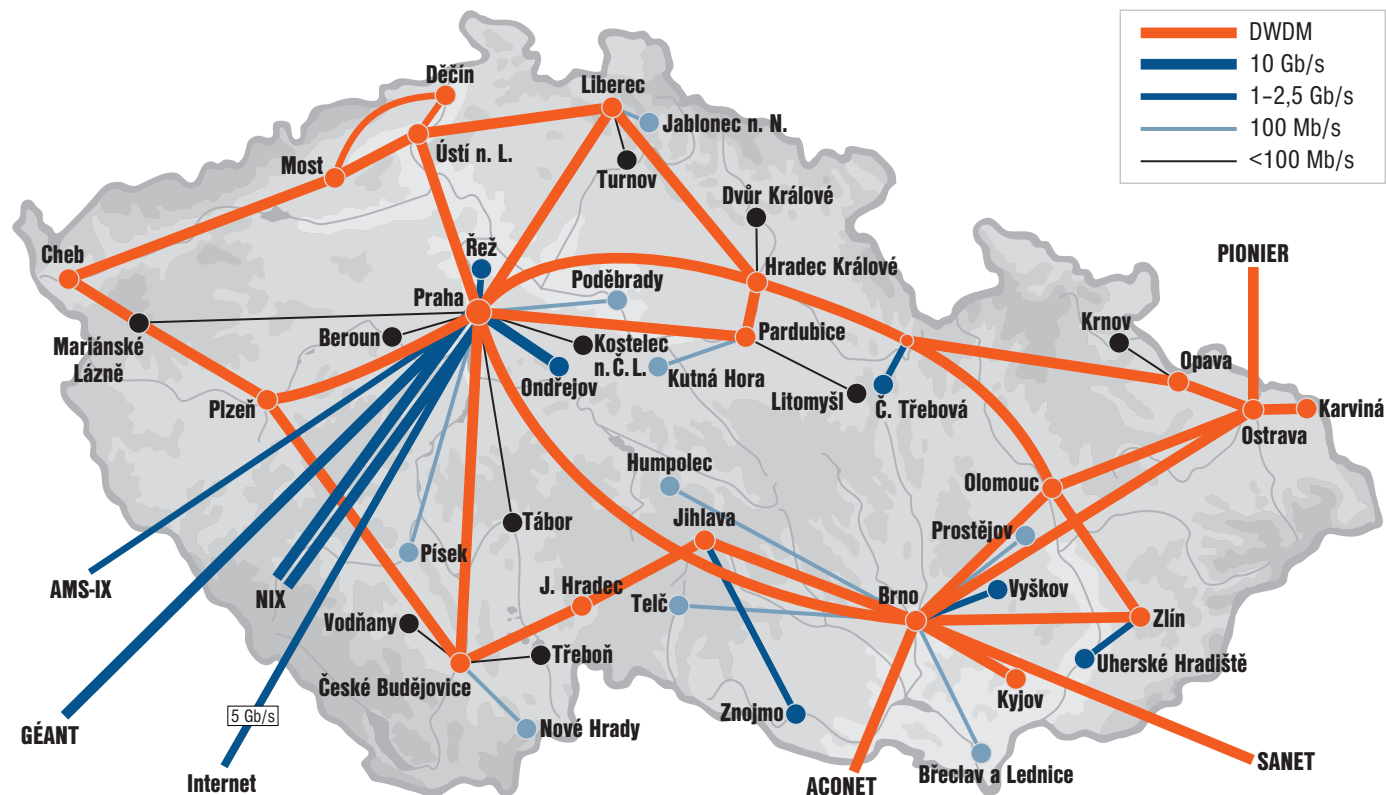 DWDM
10 Gb/s
1–2,5 Gb/s
100 Mb/s
<100 Mb/s
Děčín
Liberec
Jablonec n. N.
Ústí n. L.
Most
Turnov
Dvůr Králové
Cheb
Řež
Hradec Králové
PIONIER
Poděbrady
Praha
Mariánské
Lázně
Beroun
Kostelec
n. Č. L.
Pardubice
Krnov
Opava
Ondřejov
Kutná Hora
Litomyšl
Č. Třebová
Karviná
Ostrava
Plzeň
Humpolec
Olomouc
Tábor
Jihlava
Prostějov
Písek
AMS-IX
NIX
J. Hradec
Telč
Brno
Vyškov
Zlín
Vodňany
Třeboň
Uherské Hradiště
České Budějovice
Kyjov
5 Gb/s
Znojmo
Nové Hrady
GÉANT
Internet
ACONET
Břeclav a Lednice
SANET